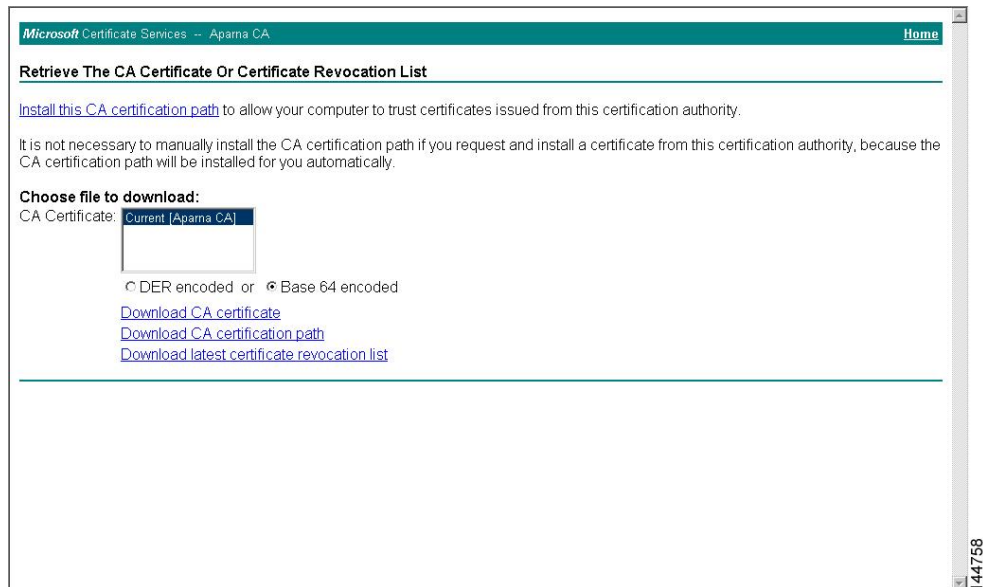 Microsoft Certificate Services -- Aparna CA Home
Retrieve The CA Certificate Or Certificate Revocation List
Install this CA certification path to allow your computer to trust certificates issued from this certification authority.
It is not necessary to manually install the CA certification path if you request and install a certificate from this certification authority, because the
CA certification path will be installed for you automatically.
Choose file to download:
CA Certificate: Current [Aparna CA]
DER encoded or Base 64 encoded
Download CA certificate
Download CA certification path
Download latest certificate revocation list
144758